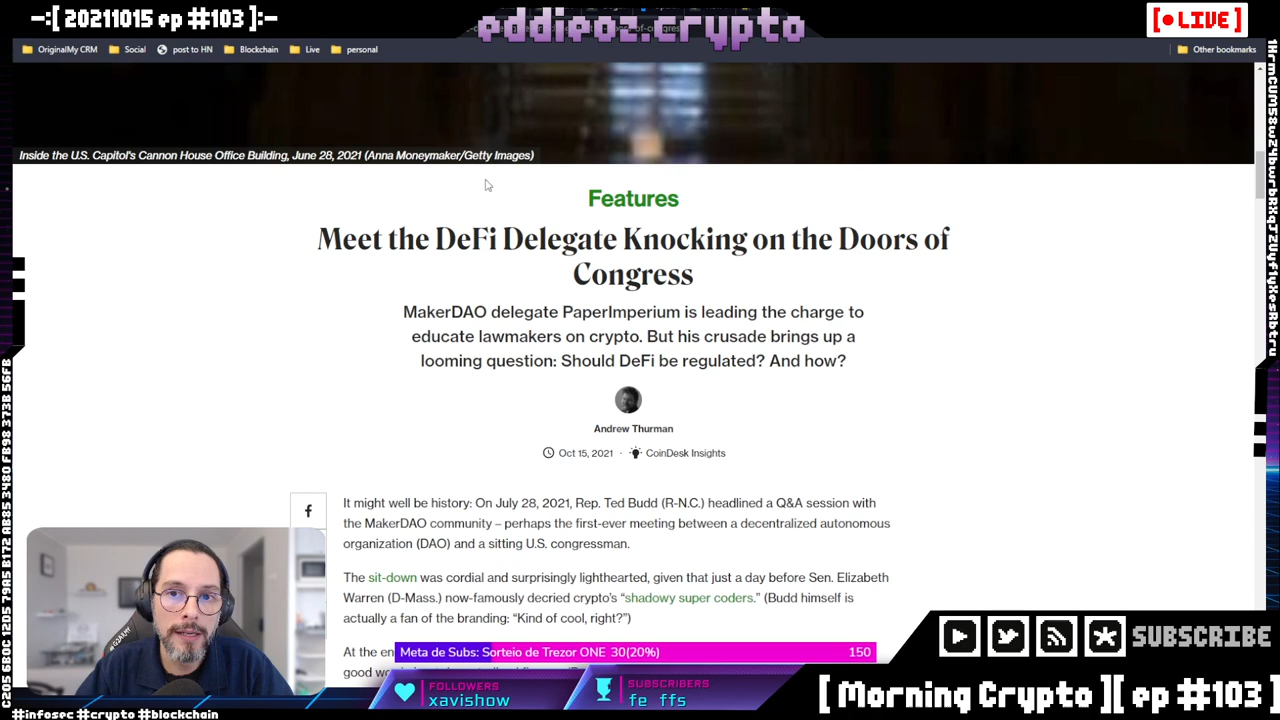 -:[ 20211015 ep #103 ]:-
eddieoz.crypto
[ LIVE ]
OriginalMy CRM
Social
post to HN
Blockchain
Live
personal
Other bookmarks
Inside the U.S. Capitol's Cannon House Office Building, June 28, 2021 (Anna Moneymaker/Getty Images)
Features
Meet the DeFi Delegate Knocking on the Doors of
Congress
MakerDAO delegate PaperImperium is leading the charge to
educate lawmakers on crypto. But his crusade brings up a
looming question: Should DeFi be regulated? And how?
Andrew Thurman
Oct 15, 2021 · CoinDesk Insights
It might well be history: On July 28, 2021, Rep. Ted Budd (R-N.C.) headlined a Q&A session with
the MakerDAO community – perhaps the first-ever meeting between a decentralized autonomous
organization (DAO) and a sitting U.S. congressman.
The sit-down was cordial and surprisingly lighthearted, given that just a day before Sen. Elizabeth
Warren (D-Mass.) now-famously decried crypto's “shadowy super coders.” (Budd himself is
actually a fan of the branding: “Kind of cool, right?”)
At the en
good wo
Meta de Subs: Sorteio de Trezor ONE 30(20%) 150
FOLLOWERS
xavishow
SUBSCRIBERS
fe ffs
SUBSCRIBE
[ Morning Crypto ][ ep #103 ]
#infosec #crypto #blockchain